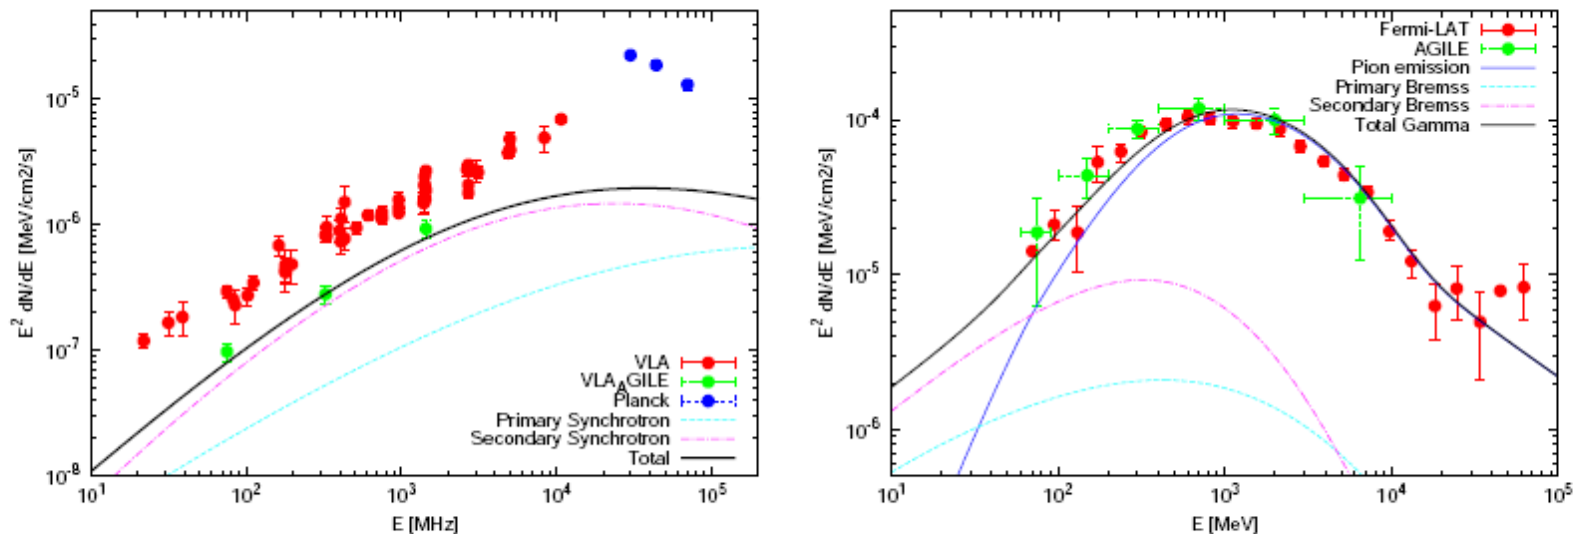 E² dN/dE [MeV/cm2/s]
10⁻⁵
10⁻⁶
10⁻⁷
10⁻⁸
10¹ 10² 10³ 10⁴ 10⁵
E [MHz]
VLA
VLA_AGILE
Planck
Primary Synchrotron
Secondary Synchrotron
Total
E² dN/dE [MeV/cm2/s]
10⁻⁴
10⁻⁵
10⁻⁶
10¹ 10² 10³ 10⁴ 10⁵
E [MeV]
Fermi-LAT
AGILE
Pion emission
Primary Bremss
Secondary Bremss
Total Gamma